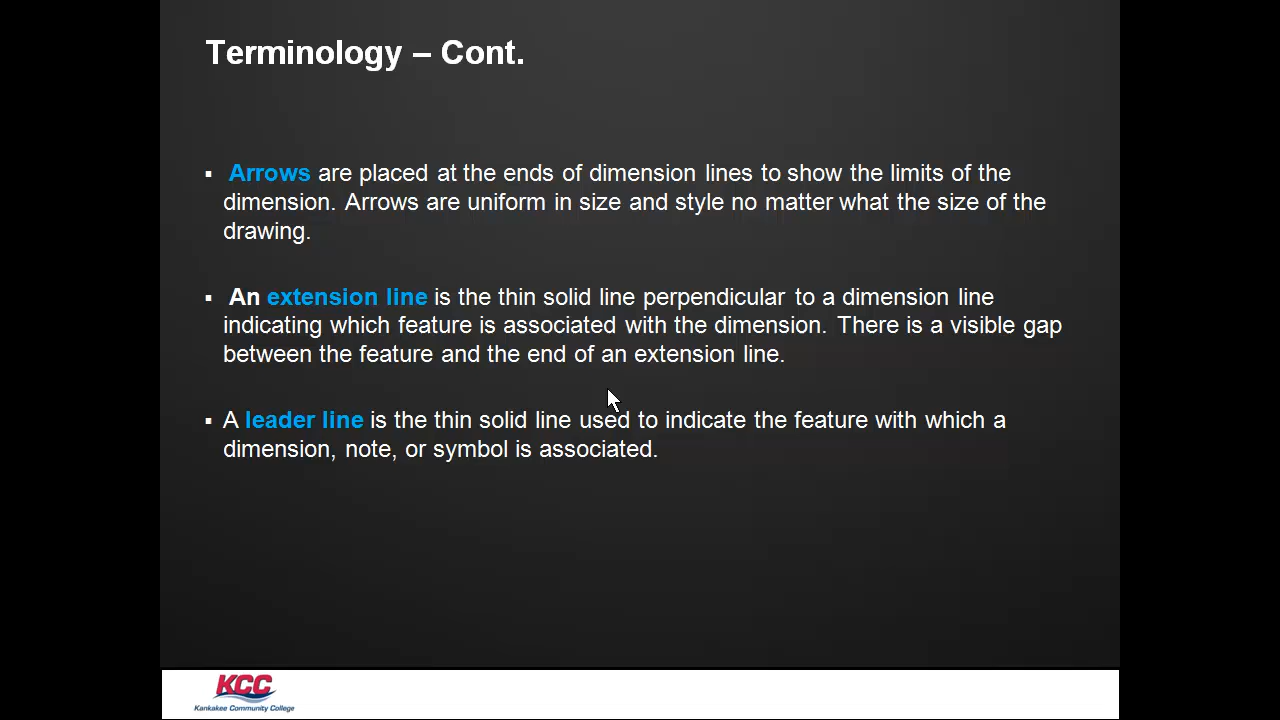 Terminology – Cont.
▪ Arrows are placed at the ends of dimension lines to show the limits of the
dimension. Arrows are uniform in size and style no matter what the size of the
drawing.
▪ An extension line is the thin solid line perpendicular to a dimension line
indicating which feature is associated with the dimension. There is a visible gap
between the feature and the end of an extension line.
▪ A leader line is the thin solid line used to indicate the feature with which a
dimension, note, or symbol is associated.
KCC
Kankakee Community College